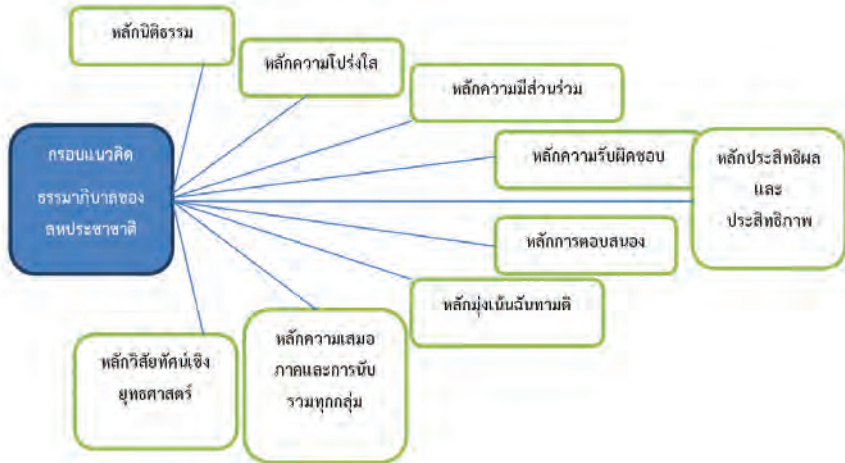 หลักนิติธรรม
หลักความโปร่งใส
หลักความมีส่วนร่วม
หลักความรับผิดชอบ
หลักประสิทธิผล
และ
ประสิทธิภาพ
กรอบแนวคิด
ธรรมาภิบาลของ
สหประชาชาติ
หลักการตอบสนอง
หลักมุ่งเน้นฉันทามติ
หลักความเสมอ
ภาคและการนับ
รวมทุกกลุ่ม
หลักวิสัยทัศน์เชิง
ยุทธศาสตร์